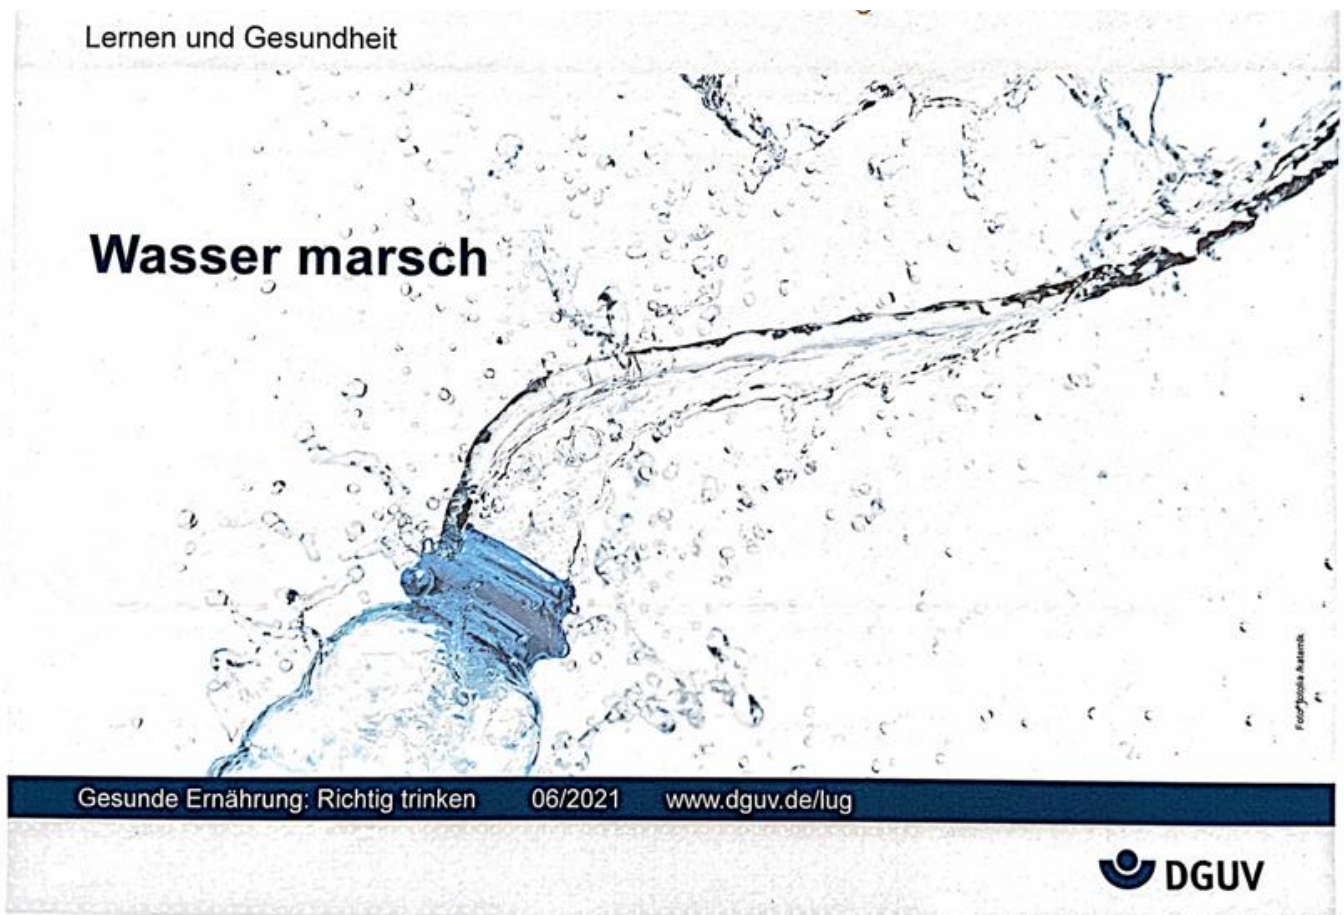 Lernen und Gesundheit
Wasser marsch
Gesunde Ernährung: Richtig trinken 06/2021 www.dguv.de/lug
DGUV